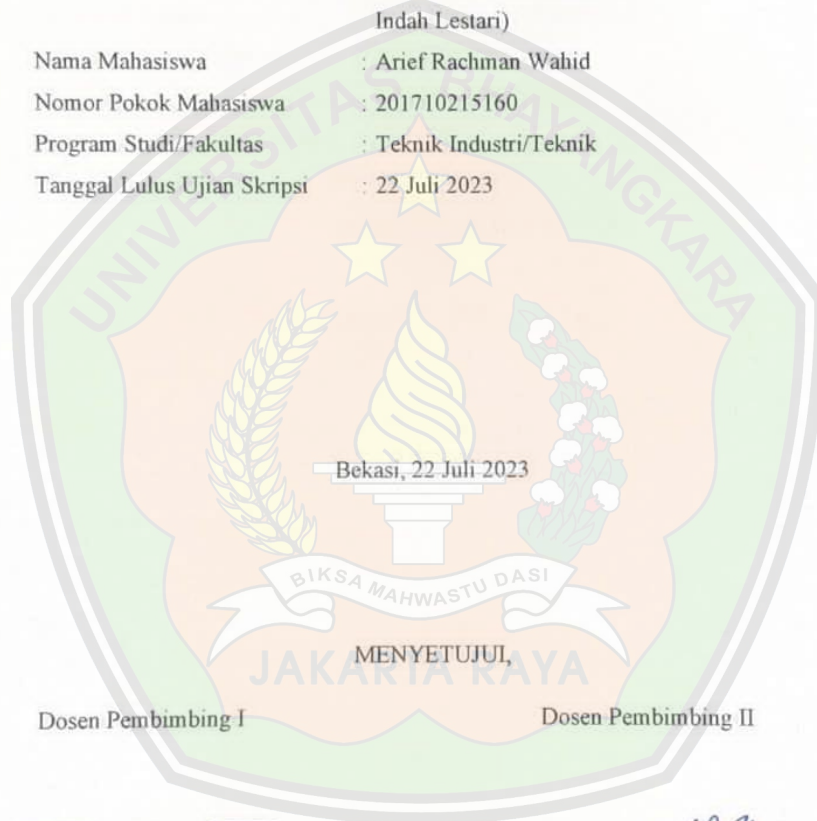 Indah Lestari)
Nama Mahasiswa : Arief Rachman Wahid
Nomor Pokok Mahasiswa : 201710215160
Program Studi/Fakultas : Teknik Industri/Teknik
Tanggal Lulus Ujian Skripsi : 22 Juli 2023
UNIVERSITAS BHAYANGKARA
Bekasi, 22 Juli 2023
BIKSA MAHWASTU DASI
MENYETUJUI,
JAKARTA RAYA
Dosen Pembimbing I Dosen Pembimbing II